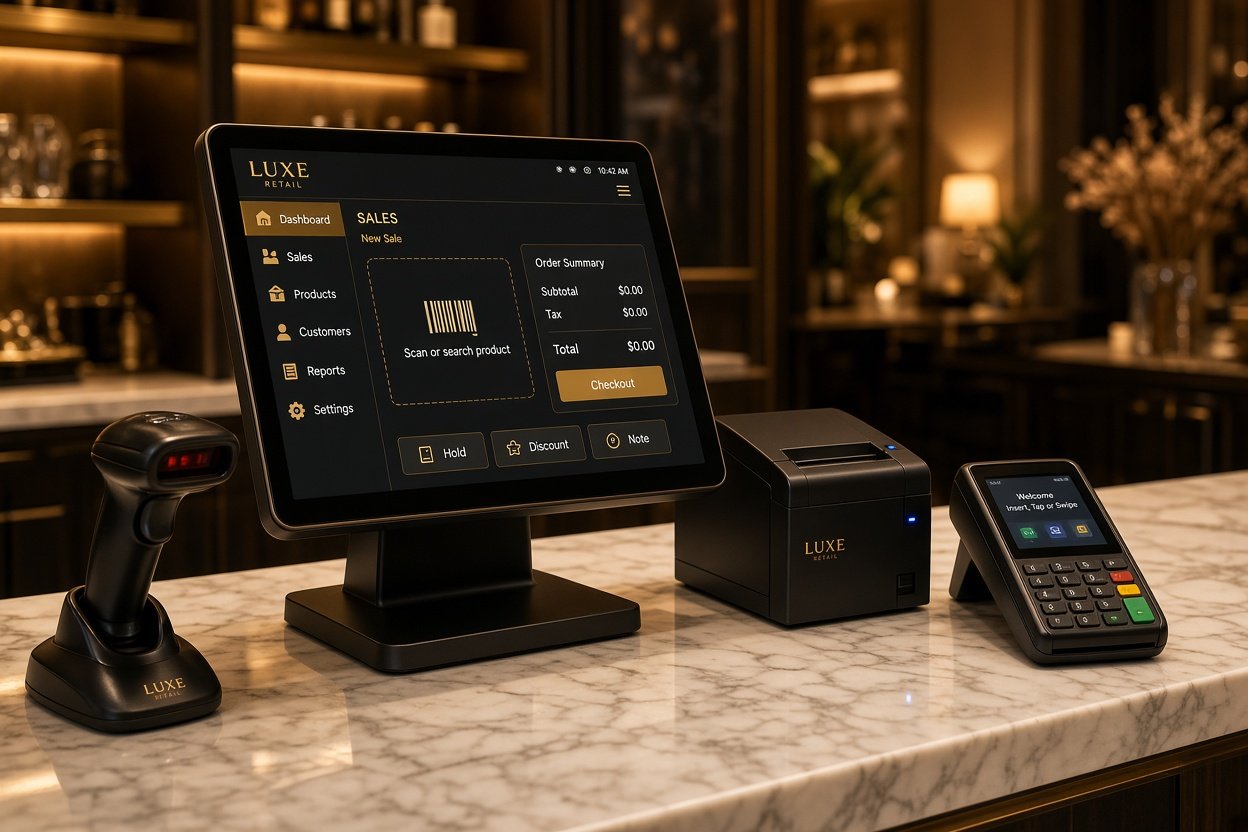 LUXE
RETAIL
10:42 AM
Dashboard
Sales
Products
Customers
Reports
Settings
SALES
New Sale
Scan or search product
Order Summary
Subtotal $0.00
Tax $0.00
Total $0.00
Checkout
Hold
Discount
Note
LUXE
RETAIL
LUXE
RETAIL
Welcome
Insert, Tap or Swipe